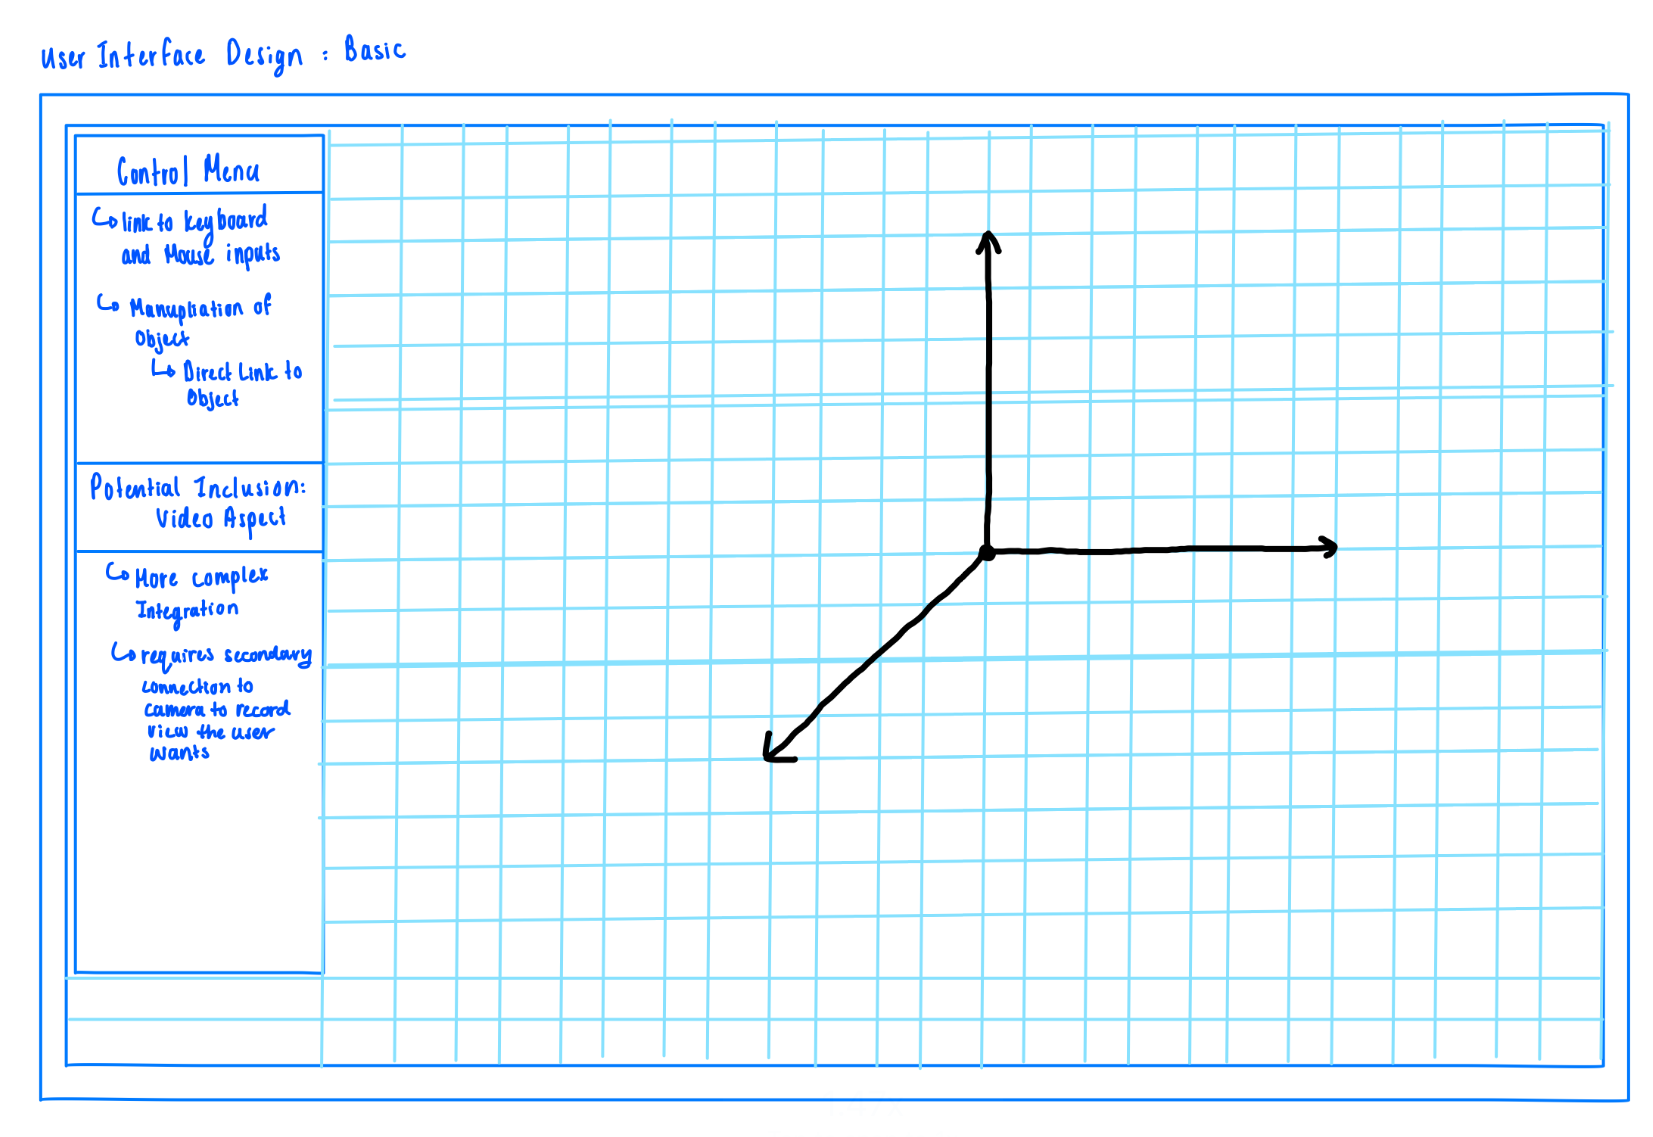 User Interface Design : Basic
Control Menu
link to keyboard
and Mouse inputs
Manupliation of
Object
Direct Link to
Object
Potential Inclusion:
Video Aspect
More complex
Integration
requires secondary
connection to
camera to record
view the user
wants